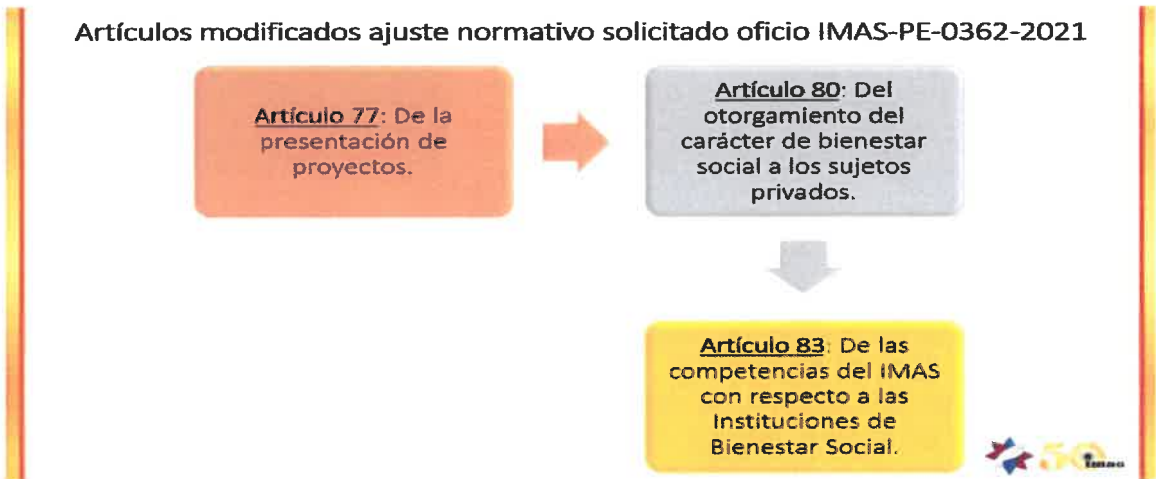 Artículos modificados ajuste normativo solicitado oficio IMAS-PE-0362-2021
Artículo 77: De la
presentación de
proyectos.
Artículo 80: Del
otorgamiento del
carácter de bienestar
social a los sujetos
privados.
Artículo 83: De las
competencias del IMAS
con respecto a las
Instituciones de
Bienestar Social.
50
imas